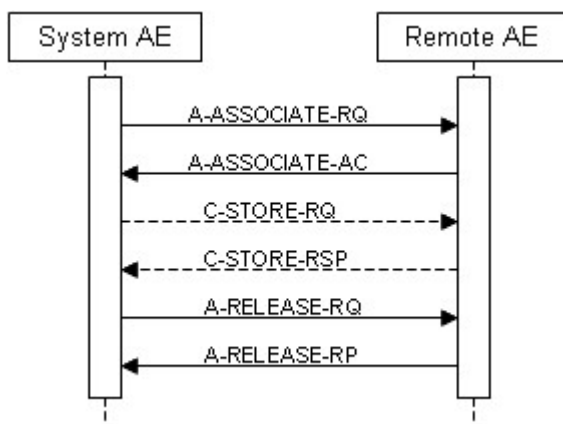 System AE
Remote AE
A-ASSOCIATE-RQ
A-ASSOCIATE-AC
C-STORE-RQ
C-STORE-RSP
A-RELEASE-RQ
A-RELEASE-RP